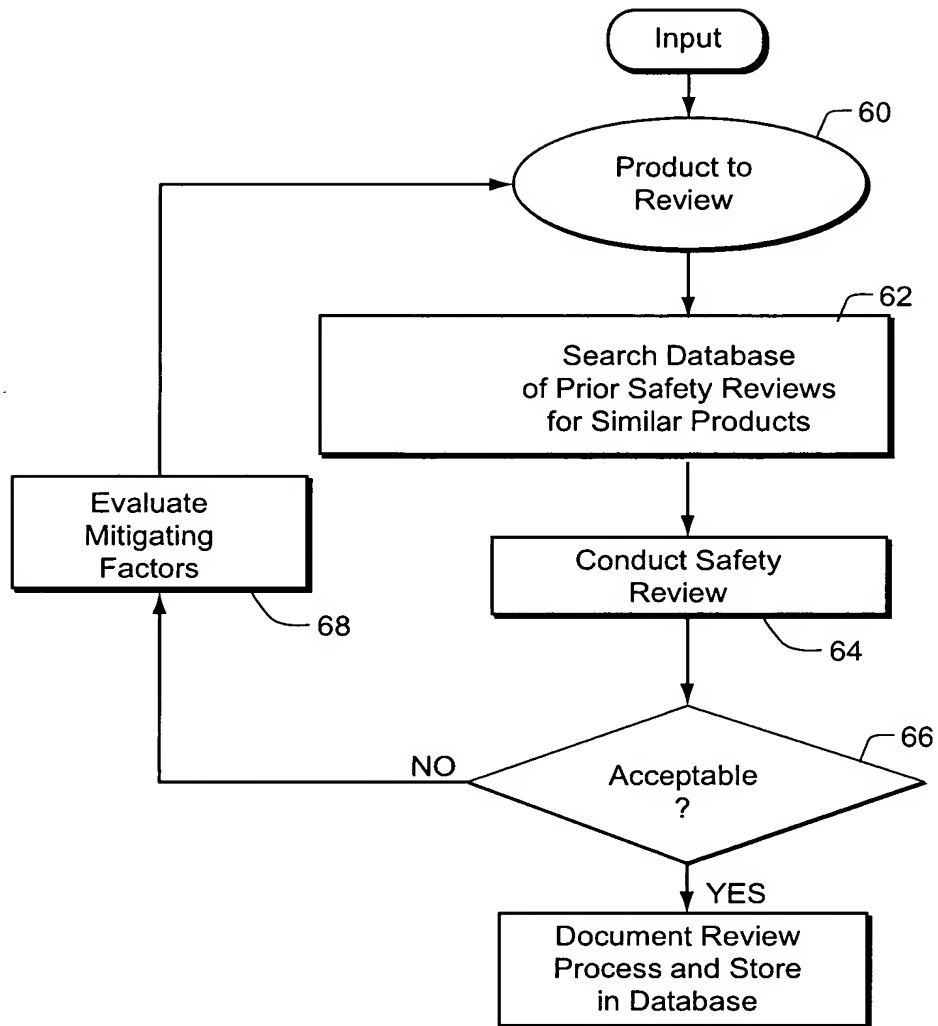 Input
60
Product to
Review
62
Search Database
of Prior Safety Reviews
for Similar Products
Evaluate
Mitigating
Factors
68
Conduct Safety
Review
64
66
NO
Acceptable
?
YES
Document Review
Process and Store
in Database